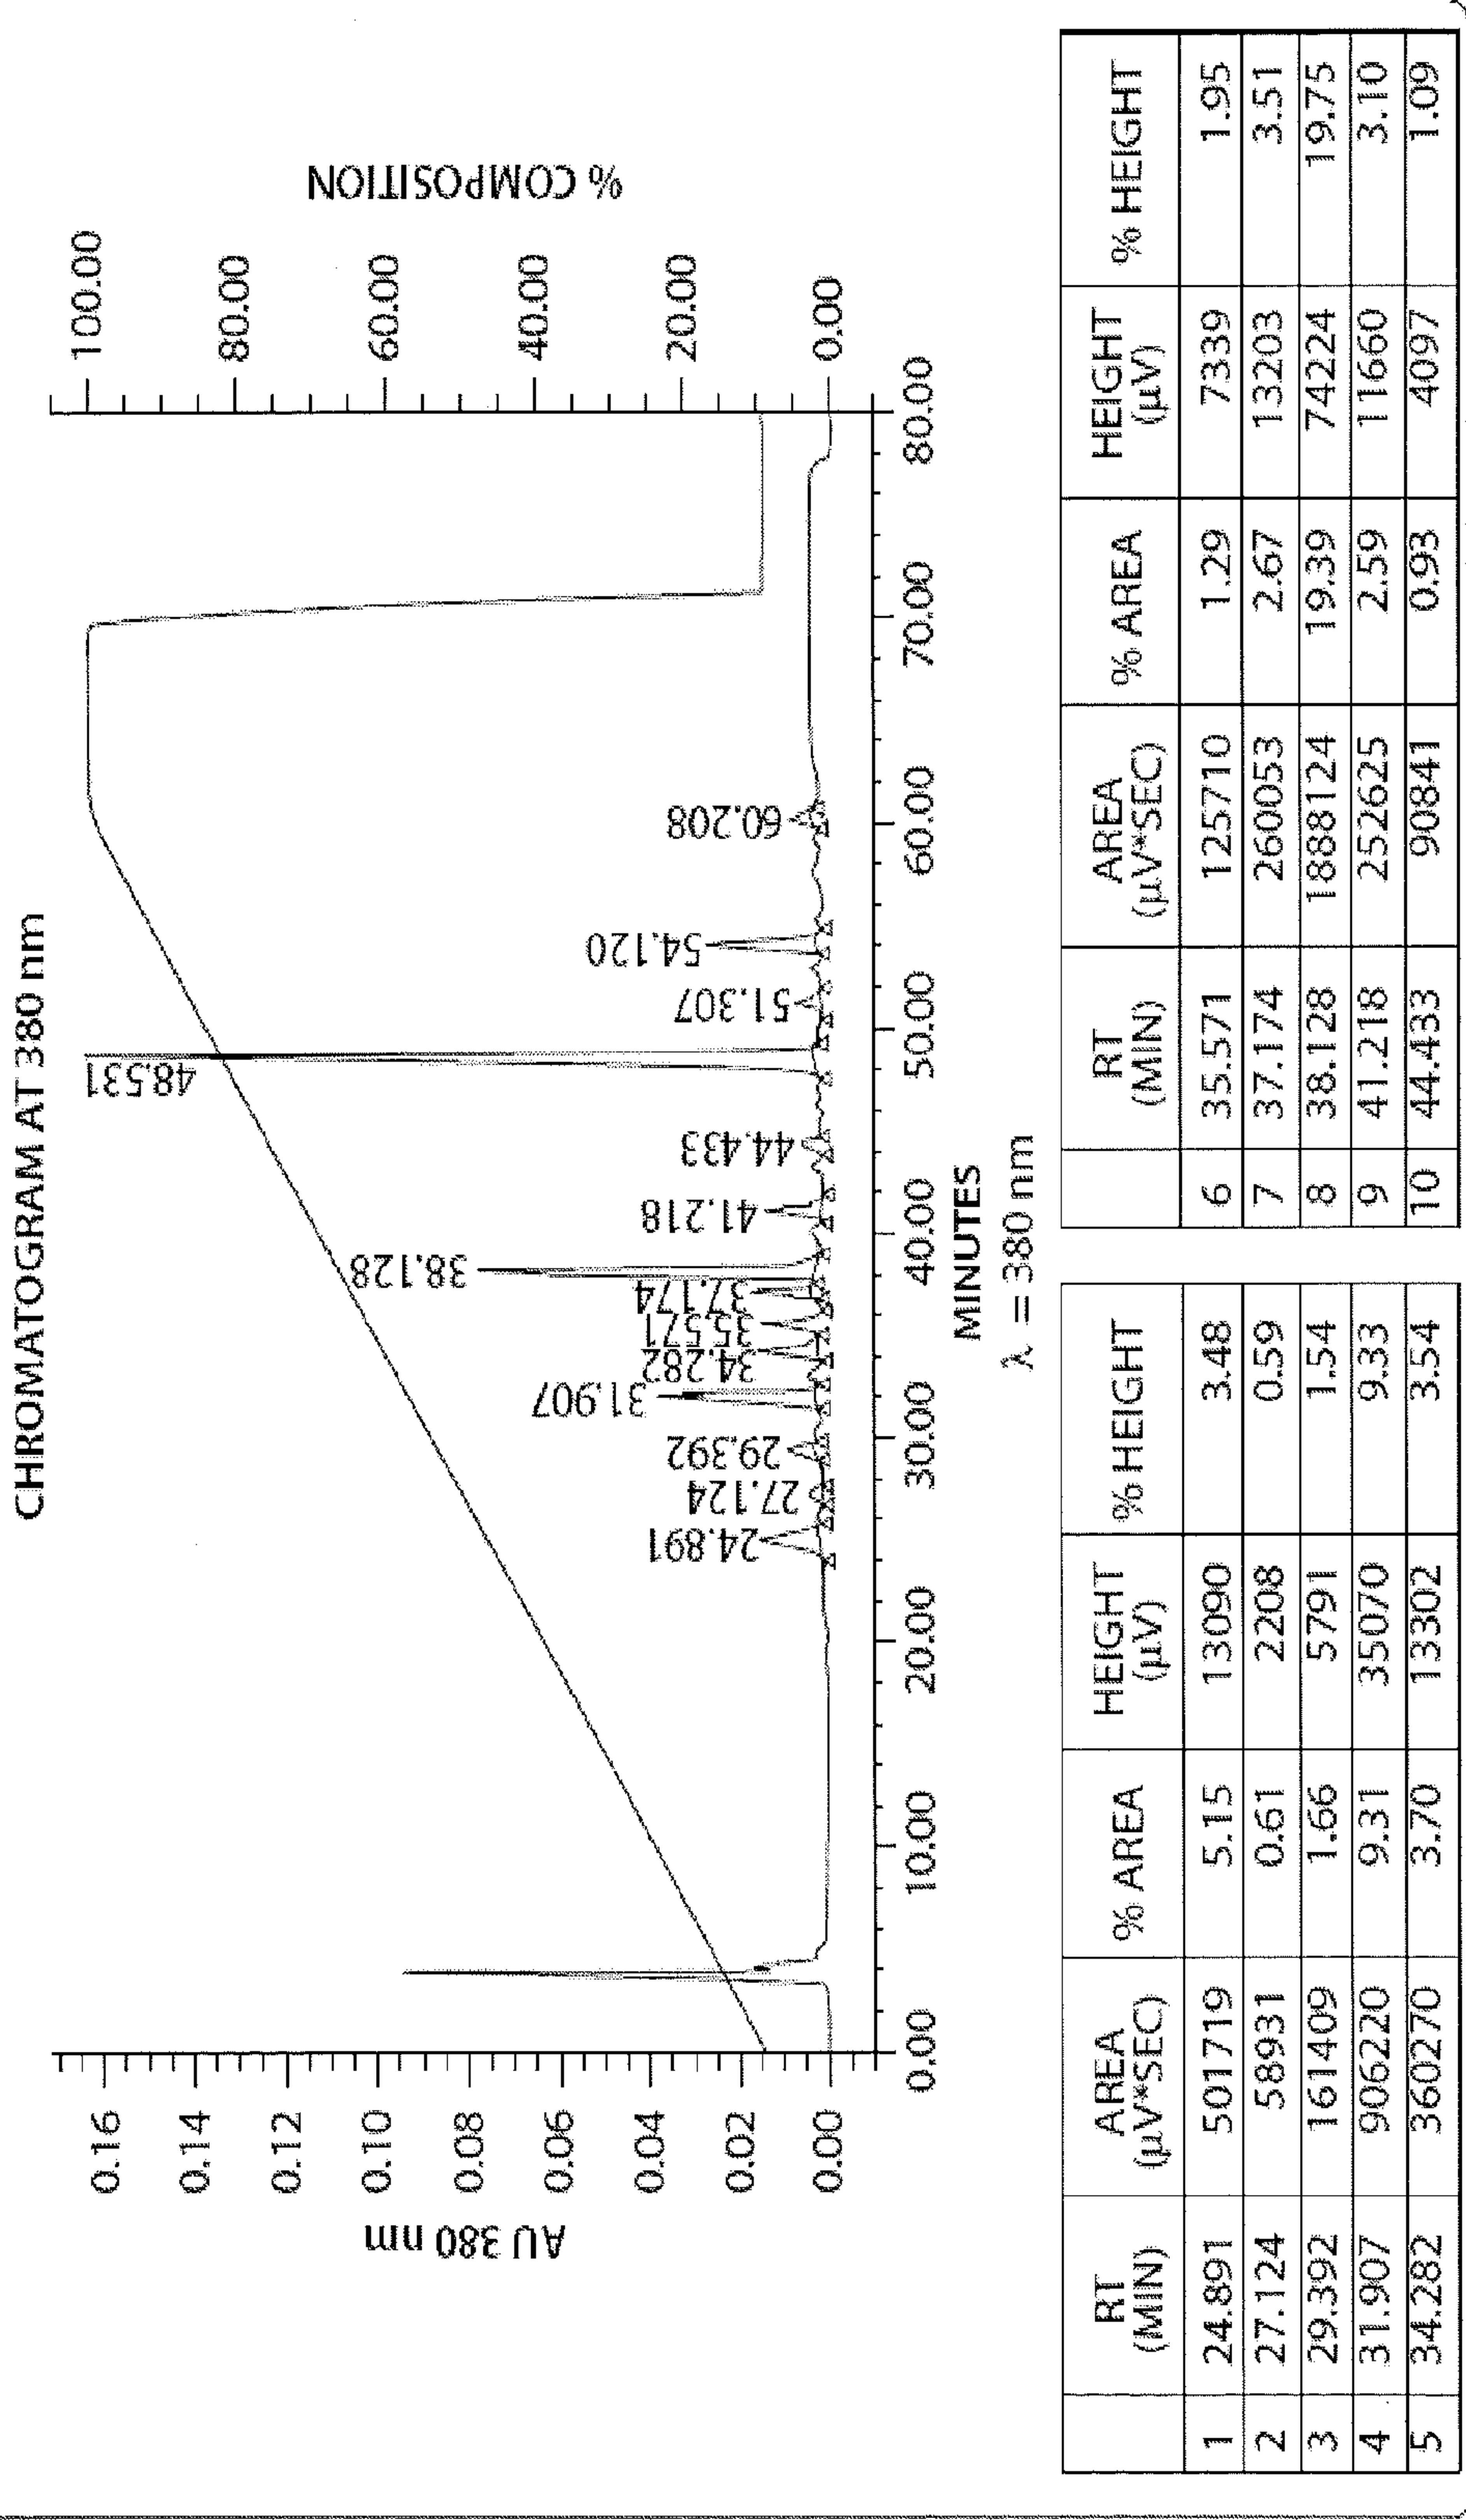 CHROMATOGRAM AT 380 nm
AU 380 nm
0.16
0.14
0.12
0.10
0.08
0.06
0.04
0.02
0.00
% COMPOSITION
100.00
80.00
60.00
40.00
20.00
0.00
24.891
27.124
29.392
31.907
34.282
35.571
37.174
38.128
41.218
44.433
48.531
51.307
54.120
60.208
0.00 10.00 20.00 30.00 40.00 50.00 60.00 70.00 80.00
MINUTES
λ = 380 nm
RT (MIN) AREA (µV*SEC) % AREA HEIGHT (µV) % HEIGHT
1 24.891 501719 5.15 13090 3.48
2 27.124 58931 0.61 2208 0.59
3 29.392 161409 1.66 5791 1.54
4 31.907 906220 9.31 35070 9.33
5 34.282 360270 3.70 13302 3.54
RT (MIN) AREA (µV*SEC) % AREA HEIGHT (µV) % HEIGHT
6 35.571 125710 1.29 7339 1.95
7 37.174 260053 2.67 13203 3.51
8 38.128 1888124 19.39 74224 19.75
9 41.218 252625 2.59 11660 3.10
10 44.433 90841 0.93 4097 1.09